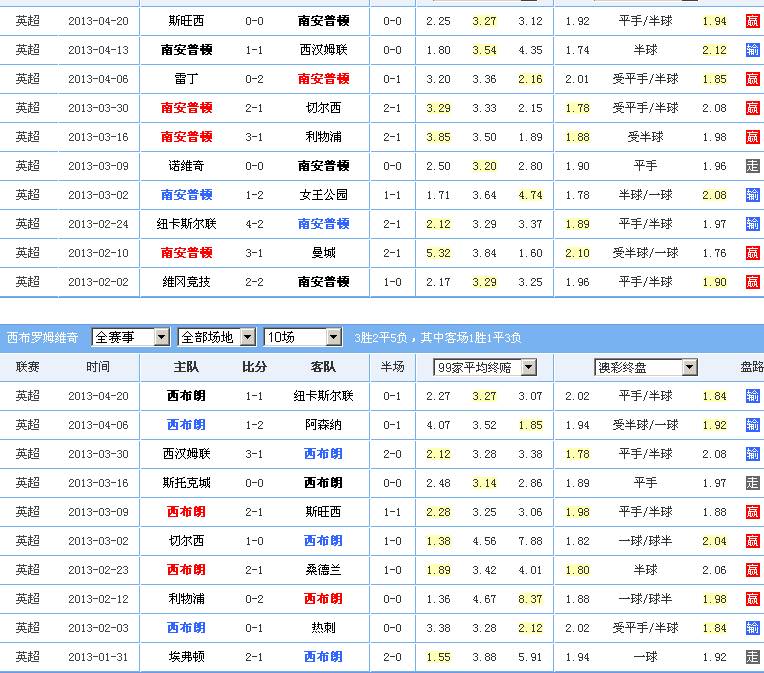 英超 2013-04-20 斯旺西 0-0 南安普顿 0-0 2.25 3.27 3.12 1.92 平手/半球 1.94 赢
英超 2013-04-13 南安普顿 1-1 西汉姆联 0-0 1.80 3.54 4.35 1.74 半球 2.12 输
英超 2013-04-06 雷丁 0-2 南安普顿 0-1 3.20 3.36 2.16 2.01 受平手/半球 1.85 赢
英超 2013-03-30 南安普顿 2-1 切尔西 2-1 3.29 3.33 2.15 1.78 受平手/半球 2.08 赢
英超 2013-03-16 南安普顿 3-1 利物浦 2-1 3.85 3.50 1.89 1.88 受半球 1.98 赢
英超 2013-03-09 诺维奇 0-0 南安普顿 0-0 2.50 3.20 2.80 1.90 平手 1.96 走
英超 2013-03-02 南安普顿 1-2 女王公园 1-1 1.71 3.64 4.74 1.78 半球/一球 2.08 输
英超 2013-02-24 纽卡斯尔联 4-2 南安普顿 2-1 2.12 3.29 3.37 1.89 平手/半球 1.97 输
英超 2013-02-10 南安普顿 3-1 曼城 2-1 5.32 3.84 1.60 2.10 受半球/一球 1.76 赢
英超 2013-02-02 维冈竞技 2-2 南安普顿 1-0 2.17 3.29 3.25 1.96 平手/半球 1.90 赢
西布罗姆维奇 全赛事 全部场地 10场 3胜2平5负，其中客场1胜1平3负
联赛 时间 主队 比分 客队 半场 99家平均终赔 澳彩终盘 盘路
英超 2013-04-20 西布朗 1-1 纽卡斯尔联 0-1 2.27 3.27 3.07 2.02 平手/半球 1.84 输
英超 2013-04-06 西布朗 1-2 阿森纳 0-1 4.07 3.52 1.85 1.94 受半球/一球 1.92 输
英超 2013-03-30 西汉姆联 3-1 西布朗 2-0 2.12 3.28 3.38 1.78 平手/半球 2.08 输
英超 2013-03-16 斯托克城 0-0 西布朗 0-0 2.48 3.14 2.86 1.89 平手 1.97 走
英超 2013-03-09 西布朗 2-1 斯旺西 1-1 2.28 3.25 3.06 1.98 平手/半球 1.88 赢
英超 2013-03-02 切尔西 1-0 西布朗 1-0 1.38 4.56 7.88 1.82 一球/球半 2.04 赢
英超 2013-02-23 西布朗 2-1 桑德兰 1-0 1.89 3.42 4.01 1.80 半球 2.06 赢
英超 2013-02-12 利物浦 0-2 西布朗 0-0 1.36 4.67 8.37 1.88 一球/球半 1.98 赢
英超 2013-02-03 西布朗 0-1 热刺 0-0 3.38 3.28 2.12 2.02 受平手/半球 1.84 输
英超 2013-01-31 埃弗顿 2-1 西布朗 2-0 1.55 3.88 5.91 1.94 一球 1.92 走